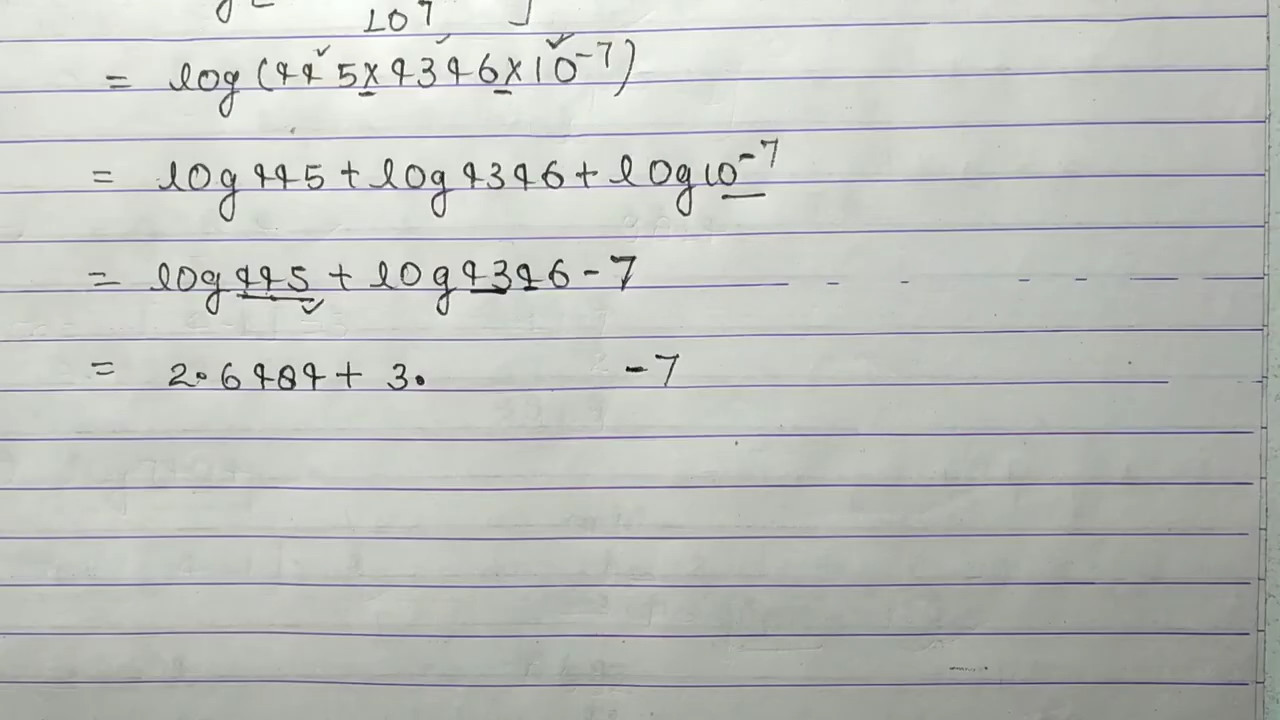 10⁷ ]
= log (445 × 4346 × 10⁻⁷)
= log 445 + log 4346 + log 10⁻⁷
= log 445 + log 4346 - 7
= 2.6484 + 3. - 7